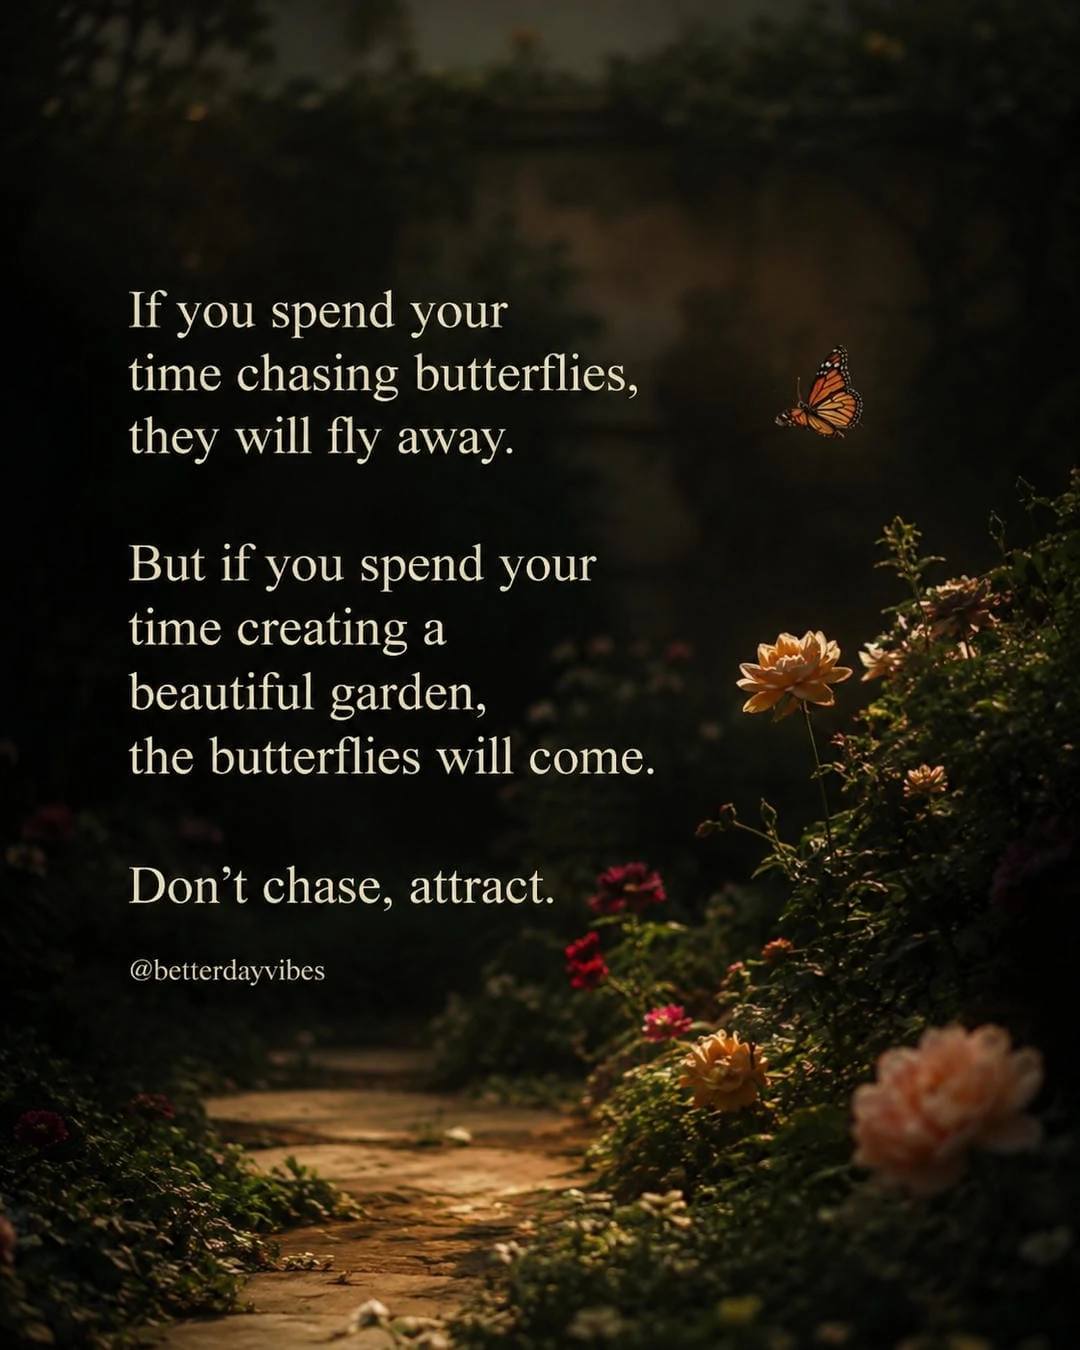 If you spend your
time chasing butterflies,
they will fly away.
But if you spend your
time creating a
beautiful garden,
the butterflies will come.
Don’t chase, attract.
@betterdayvibes